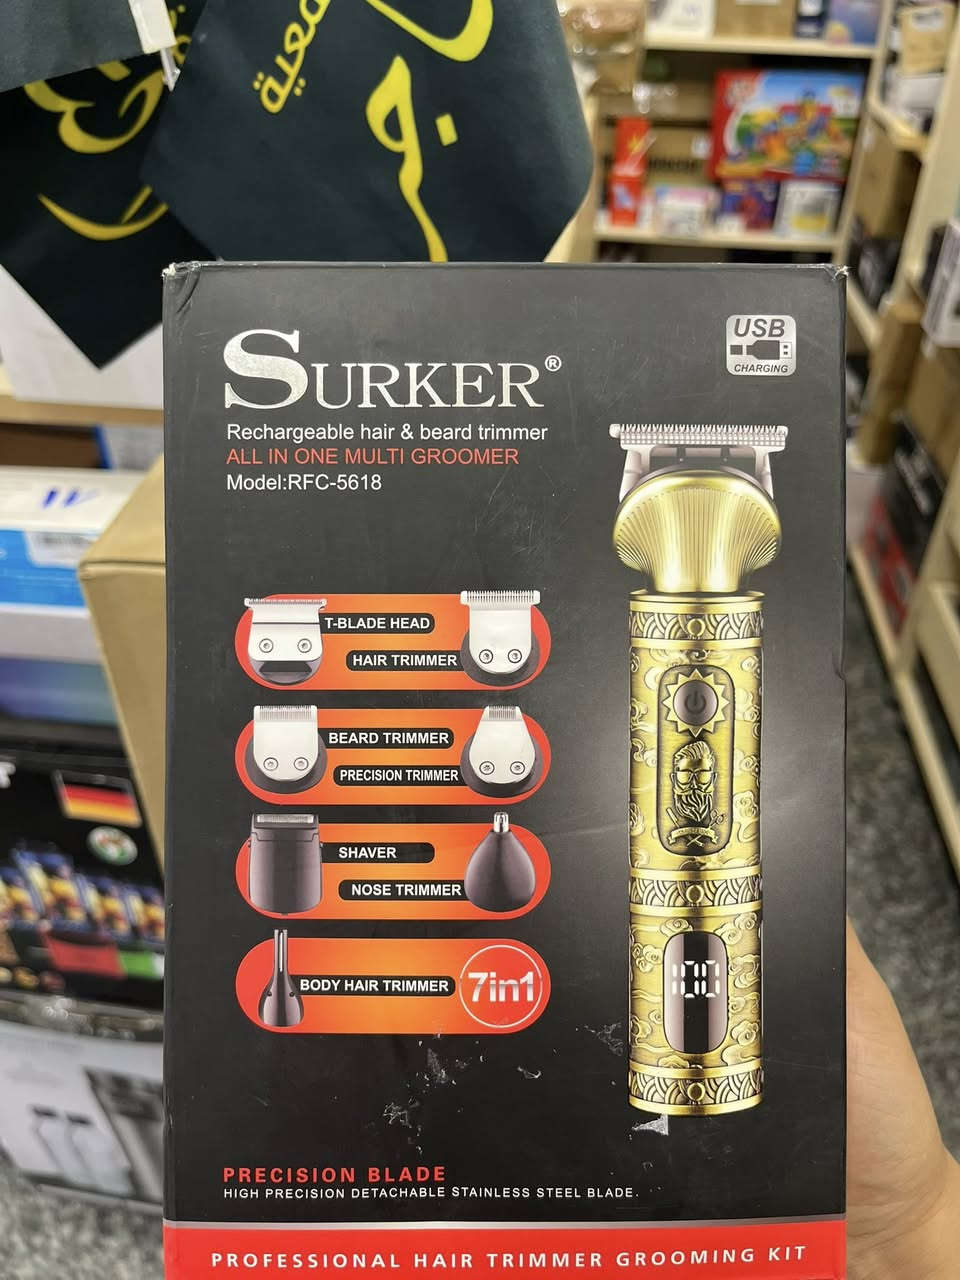 معية
SURKER®
USB
CHARGING
Rechargeable hair & beard trimmer
ALL IN ONE MULTI GROOMER
Model:RFC-5618
T-BLADE HEAD
HAIR TRIMMER
BEARD TRIMMER
PRECISION TRIMMER
SHAVER
NOSE TRIMMER
BODY HAIR TRIMMER
7in1
100
PRECISION BLADE
HIGH PRECISION DETACHABLE STAINLESS STEEL BLADE.
PROFESSIONAL HAIR TRIMMER GROOMING KIT